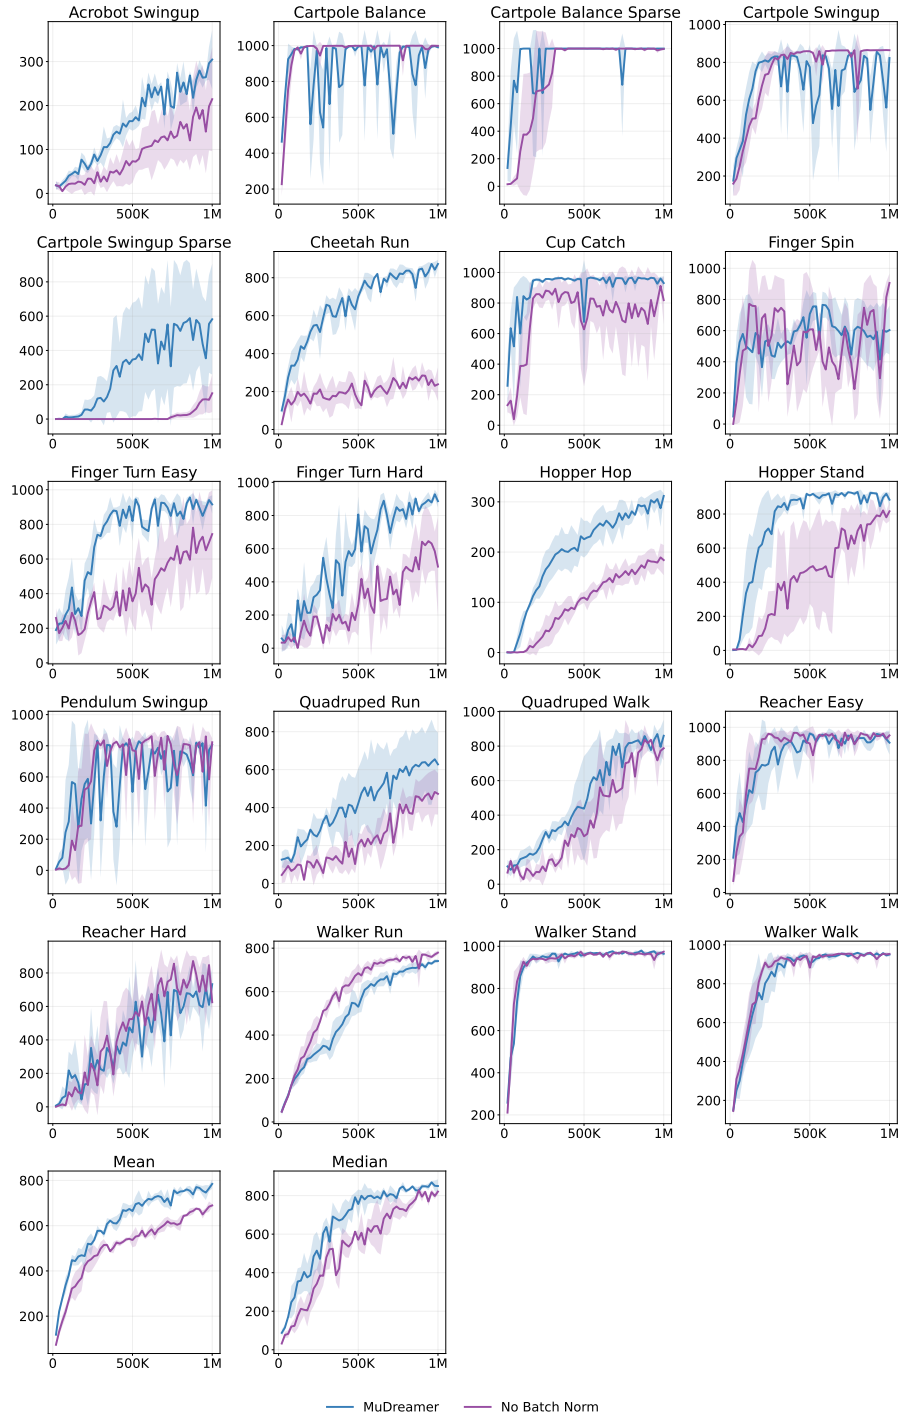 Acrobot Swingup
Cartpole Balance
Cartpole Balance Sparse
Cartpole Swingup
300
200
100
0
0 500K 1M
1000
800
600
400
200
0 500K 1M
1000
800
600
400
200
0
0 500K 1M
1000
800
600
400
200
0 500K 1M
Cartpole Swingup Sparse
Cheetah Run
Cup Catch
Finger Spin
800
600
400
200
0
0 500K 1M
800
600
400
200
0
0 500K 1M
1000
800
600
400
200
0
0 500K 1M
1000
800
600
400
200
0
0 500K 1M
Finger Turn Easy
Finger Turn Hard
Hopper Hop
Hopper Stand
1000
800
600
400
200
0
0 500K 1M
1000
800
600
400
200
0
0 500K 1M
300
200
100
0
0 500K 1M
800
600
400
200
0
0 500K 1M
Pendulum Swingup
Quadruped Run
Quadruped Walk
Reacher Easy
1000
800
600
400
200
0
0 500K 1M
800
600
400
200
0
0 500K 1M
1000
800
600
400
200
0
0 500K 1M
1000
800
600
400
200
0
0 500K 1M
Reacher Hard
Walker Run
Walker Stand
Walker Walk
800
600
400
200
0
0 500K 1M
800
600
400
200
0
0 500K 1M
1000
800
600
400
200
0 500K 1M
1000
800
600
400
200
0 500K 1M
Mean
Median
800
600
400
200
0 500K 1M
800
600
400
200
0
0 500K 1M
MuDreamer
No Batch Norm